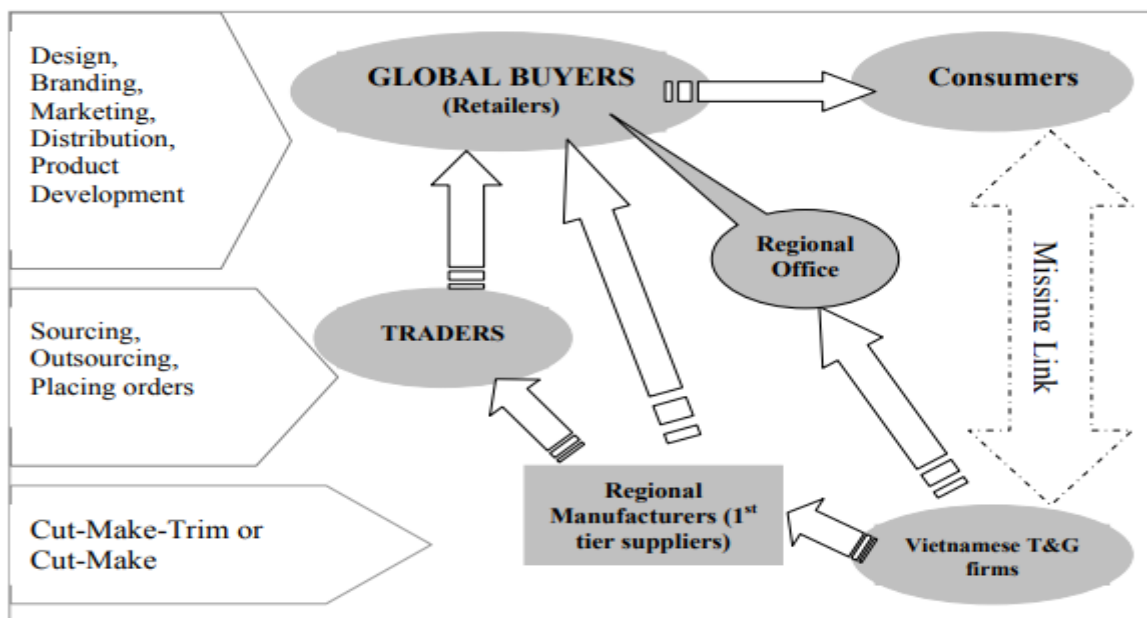 Design,
Branding,
Marketing,
Distribution,
Product
Development
GLOBAL BUYERS
(Retailers)
Consumers
Regional
Office
Missing Link
Sourcing,
Outsourcing,
Placing orders
TRADERS
Cut-Make-Trim or
Cut-Make
Regional
Manufacturers (1st
tier suppliers)
Vietnamese T&G
firms